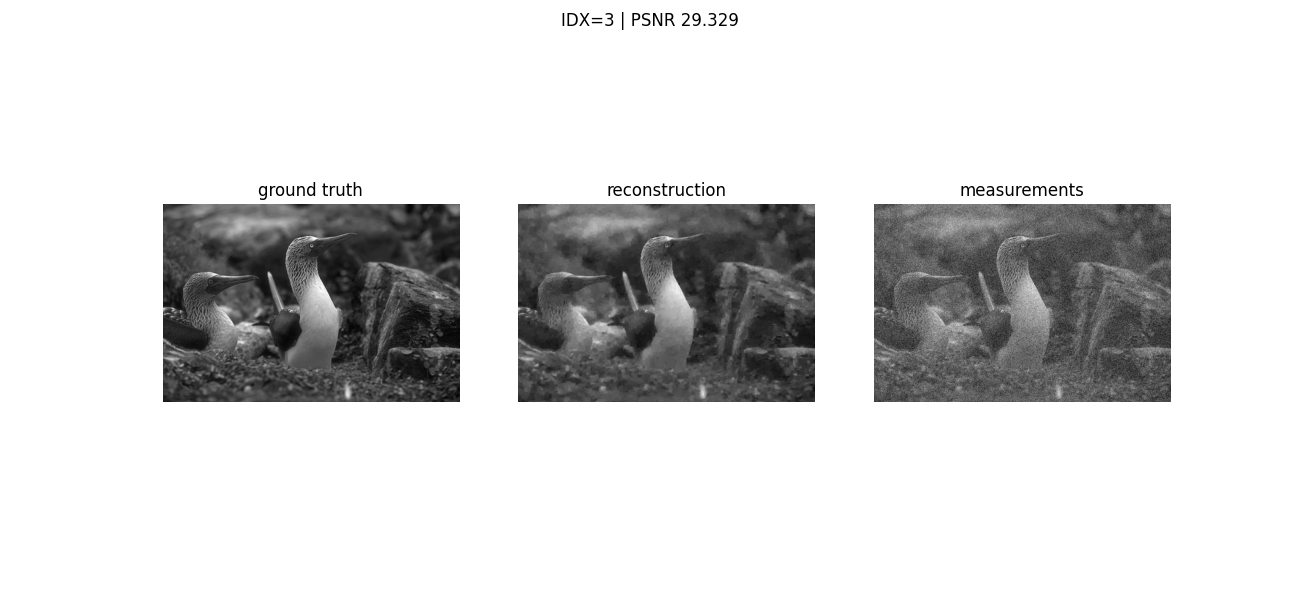 IDX=3 | PSNR 29.329
ground truth
reconstruction
measurements